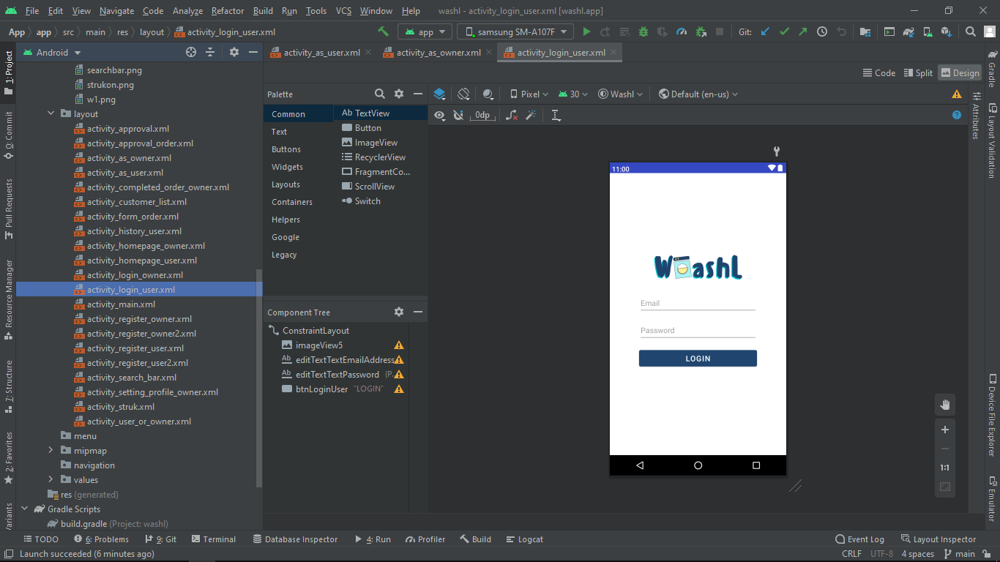 File Edit View Navigate Code Analyze Refactor Build Run Tools VCS Window Help washl - activity_login_user.xml [washl.app]
App app src main res layout activity_login_user.xml app samsung SM-A107F Git:
Android activity_as_user.xml activity_as_owner.xml activity_login_user.xml
Code Split Design
1: Project
0: Commit
Pull Requests
Resource Manager
7: Structure
2: Favorites
searchbar.png
strukon.png
w1.png
layout
activity_approval.xml
activity_approval_order.xml
activity_as_owner.xml
activity_as_user.xml
activity_completed_order_owner.xml
activity_customer_list.xml
activity_form_order.xml
activity_history_user.xml
activity_homepage_owner.xml
activity_homepage_user.xml
activity_login_owner.xml
activity_login_user.xml
activity_main.xml
activity_register_owner.xml
activity_register_owner2.xml
activity_register_user.xml
activity_register_user2.xml
activity_search_bar.xml
activity_setting_profile_owner.xml
activity_struk.xml
activity_user_or_owner.xml
menu
mipmap
navigation
values
res (generated)
Gradle Scripts
build.gradle (Project: washl)
Palette
Common
Text
Buttons
Widgets
Layouts
Containers
Helpers
Google
Legacy
Ab TextView
Button
ImageView
RecyclerView
FragmentCo...
ScrollView
Switch
Component Tree
ConstraintLayout
imageView5
Ab editTextTextEmailAddress
Ab editTextTextPassword (P.
btnLoginUser "LOGIN"
Pixel 30 Washl Default (en-us)
0dp
11:00
WashL
Email
Password
LOGIN
1:1
Attributes
Gradle
Layout Validation
Device File Explorer
Emulator
TODO 6: Problems 9: Git Terminal Database Inspector 4: Run Profiler Build Logcat Event Log Layout Inspector
Launch succeeded (6 minutes ago) CRLF UTF-8 4 spaces main